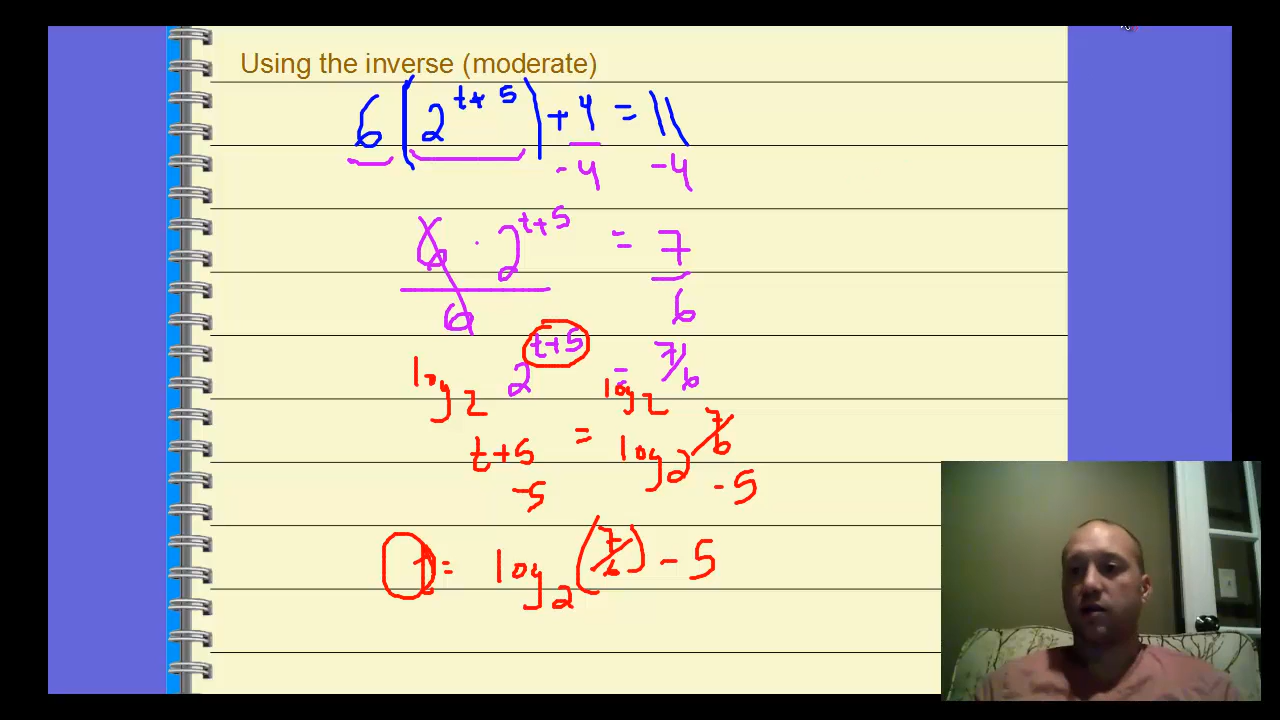 Using the inverse (moderate)
6(2^(t+5)) + 4 = 11
-4 -4
6 · 2^(t+5) = 7
6 6
2^(t+5) = 7/6
log2 log2
t+5 = log2 7/6
-5 -5
t = log2 (7/6) - 5